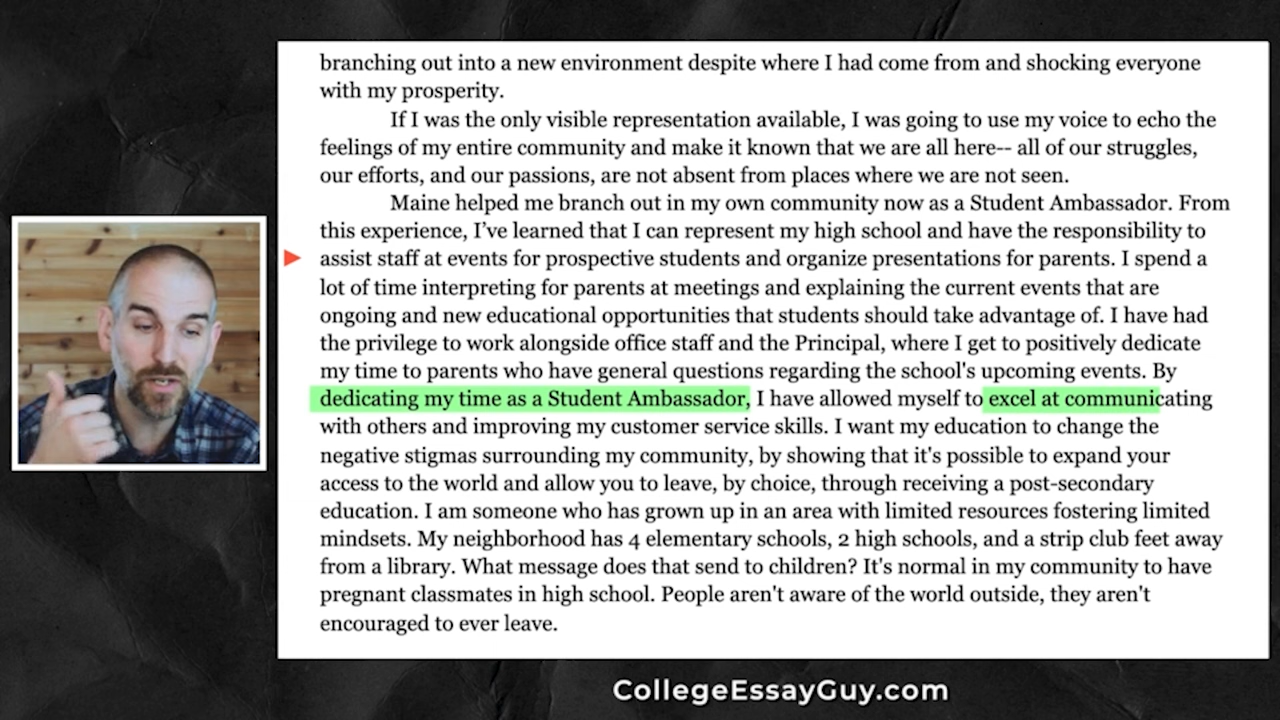 branching out into a new environment despite where I had come from and shocking everyone
with my prosperity.
If I was the only visible representation available, I was going to use my voice to echo the
feelings of my entire community and make it known that we are all here-- all of our struggles,
our efforts, and our passions, are not absent from places where we are not seen.
Maine helped me branch out in my own community now as a Student Ambassador. From
this experience, I’ve learned that I can represent my high school and have the responsibility to
assist staff at events for prospective students and organize presentations for parents. I spend a
lot of time interpreting for parents at meetings and explaining the current events that are
ongoing and new educational opportunities that students should take advantage of. I have had
the privilege to work alongside office staff and the Principal, where I get to positively dedicate
my time to parents who have general questions regarding the school's upcoming events. By
dedicating my time as a Student Ambassador, I have allowed myself to excel at communicating
with others and improving my customer service skills. I want my education to change the
negative stigmas surrounding my community, by showing that it's possible to expand your
access to the world and allow you to leave, by choice, through receiving a post-secondary
education. I am someone who has grown up in an area with limited resources fostering limited
mindsets. My neighborhood has 4 elementary schools, 2 high schools, and a strip club feet away
from a library. What message does that send to children? It's normal in my community to have
pregnant classmates in high school. People aren't aware of the world outside, they aren't
encouraged to ever leave.
CollegeEssayGuy.com